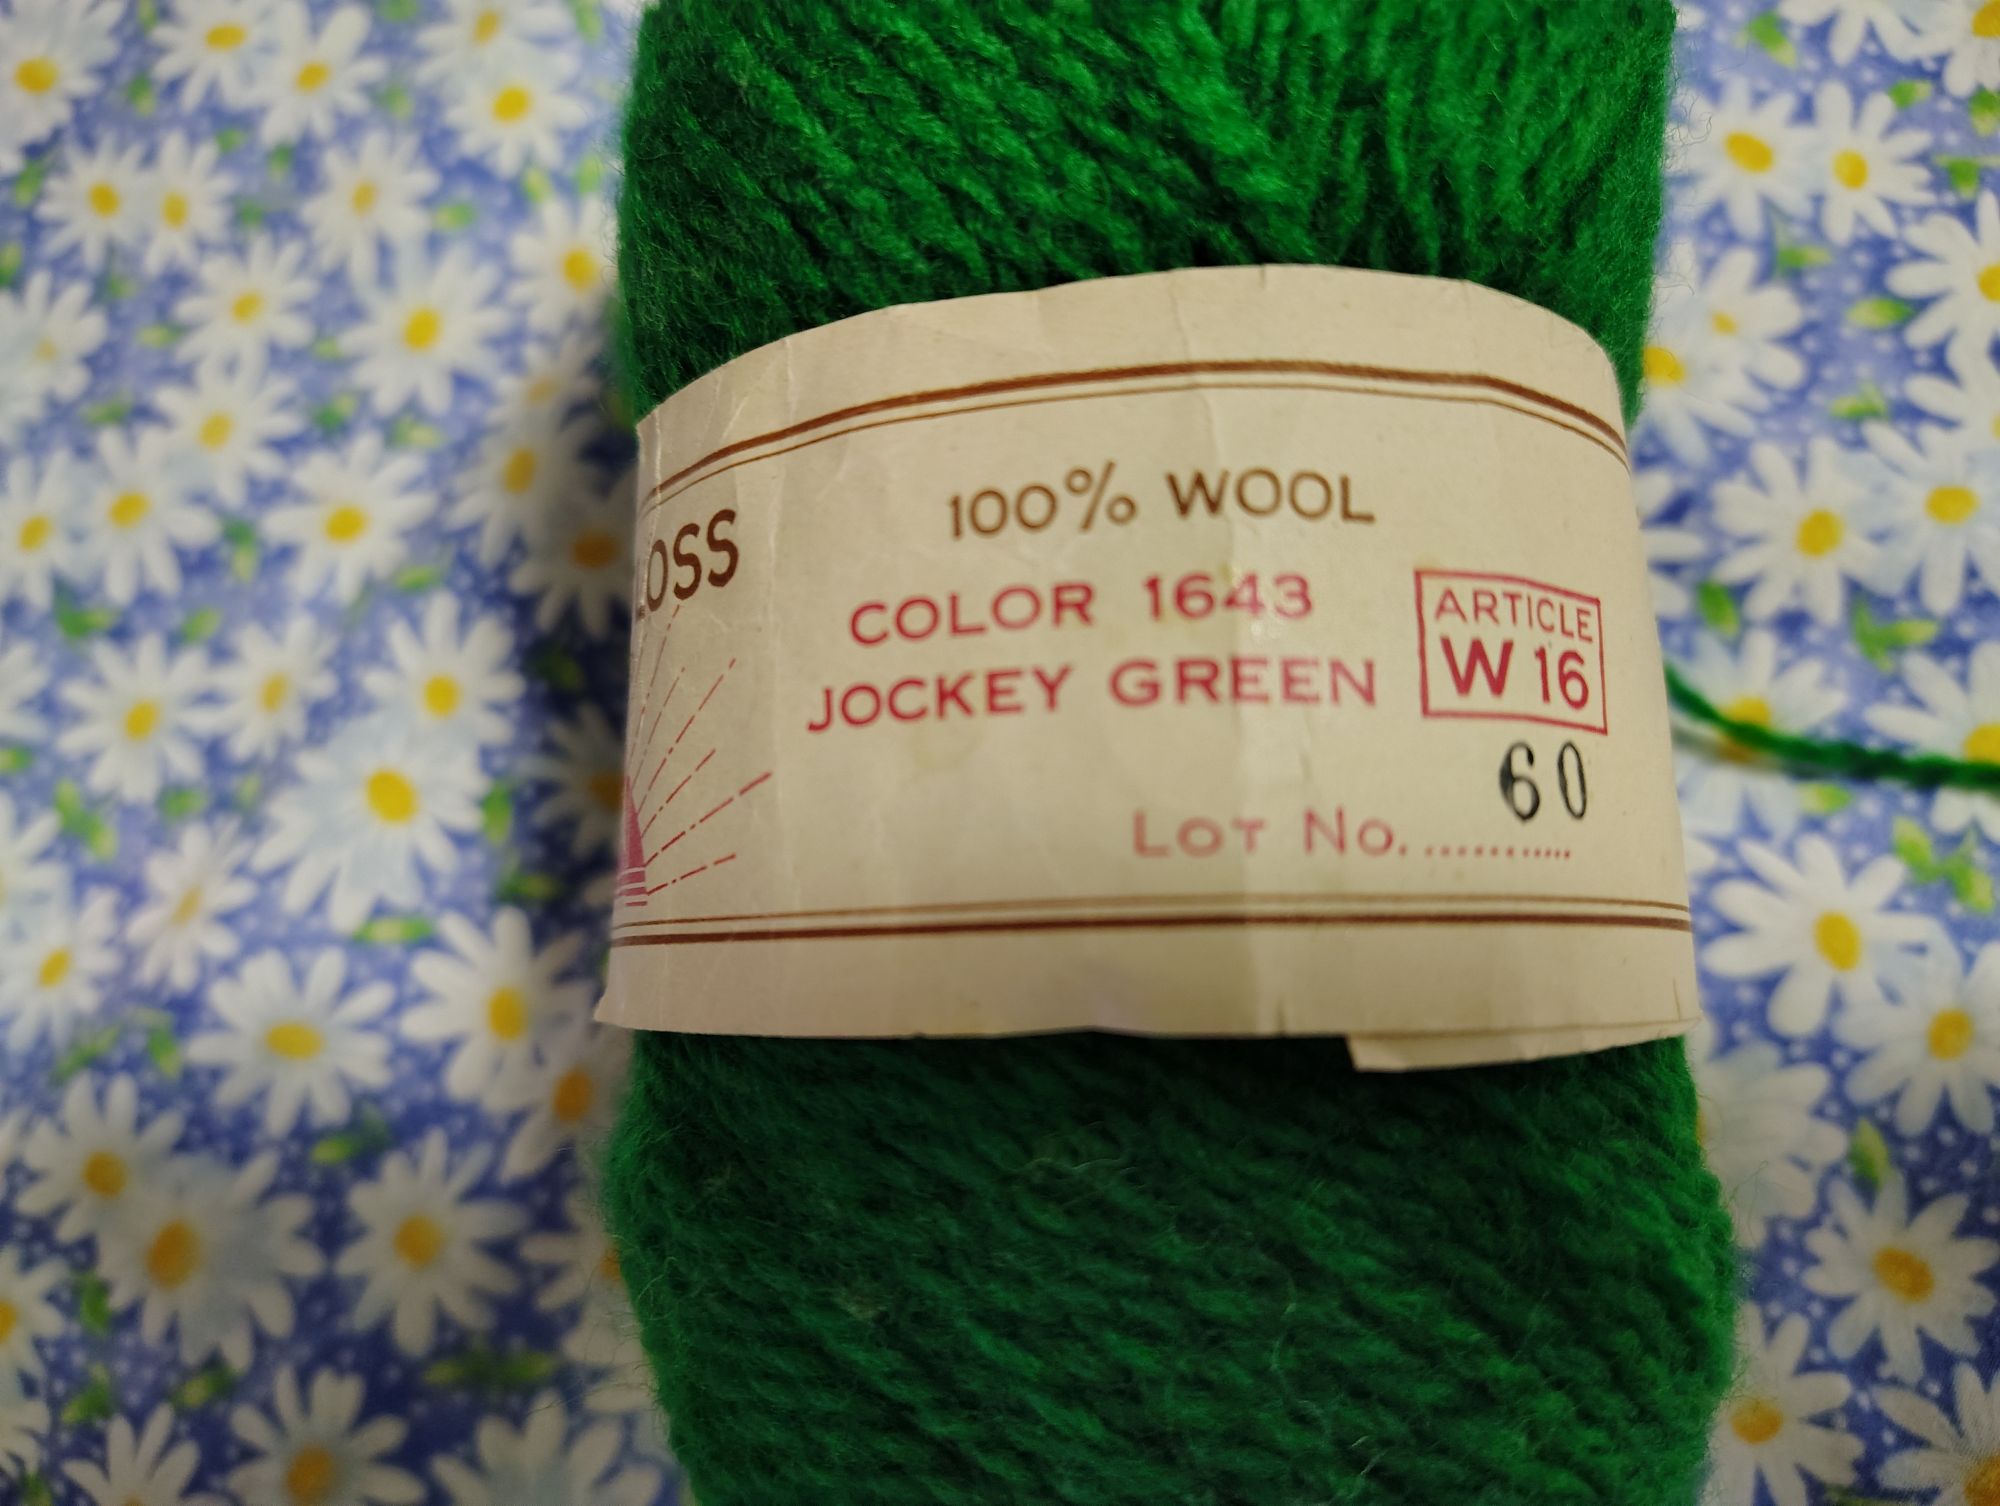 LOSS
100% WOOL
COLOR 1643
JOCKEY GREEN
ARTICLE
W 16
60
LOT No. ............